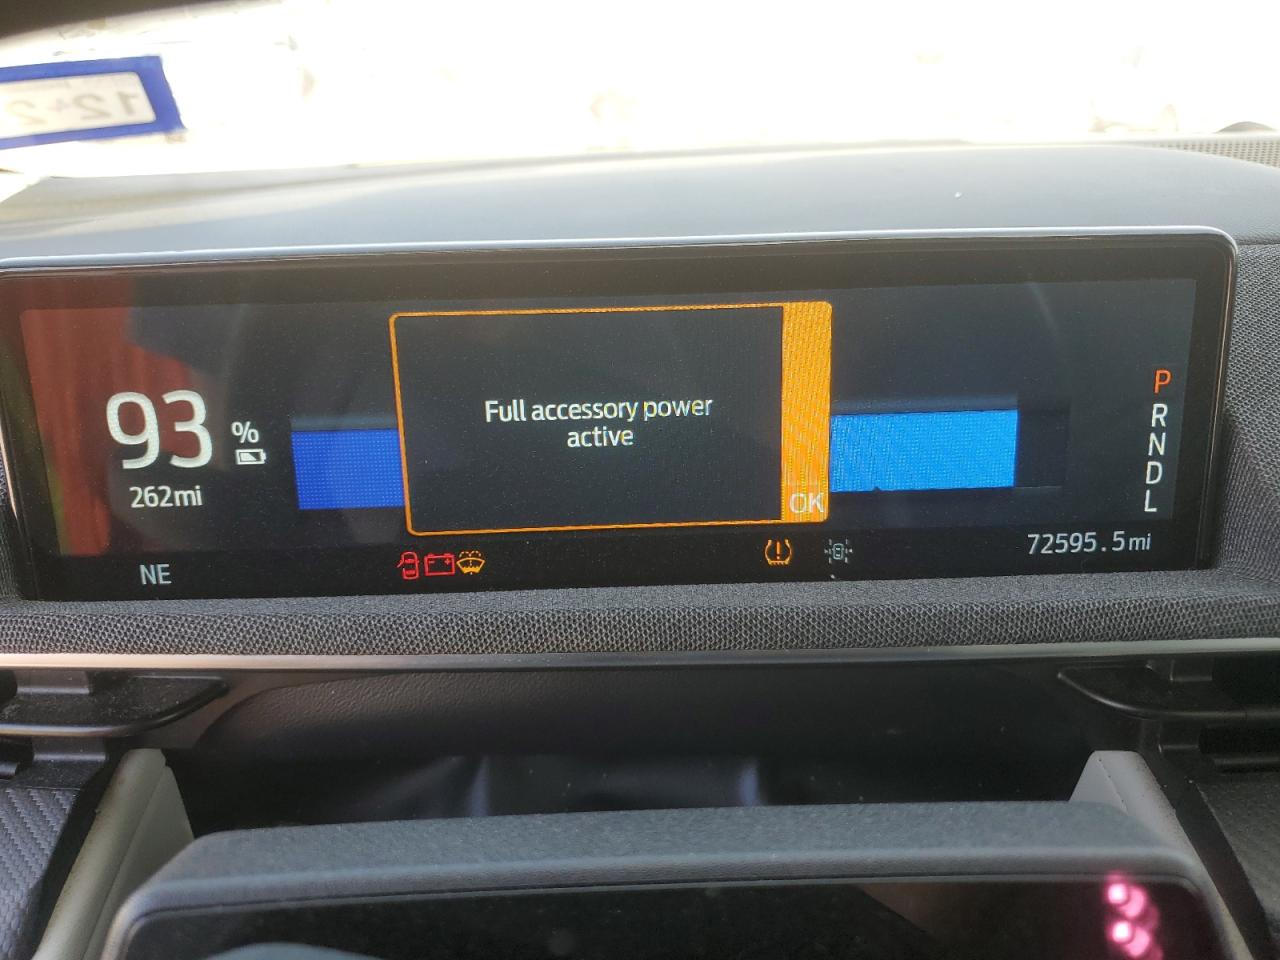 93 %
262mi
NE
Full accessory power
active
OK
P
R
N
D
L
72595.5mi